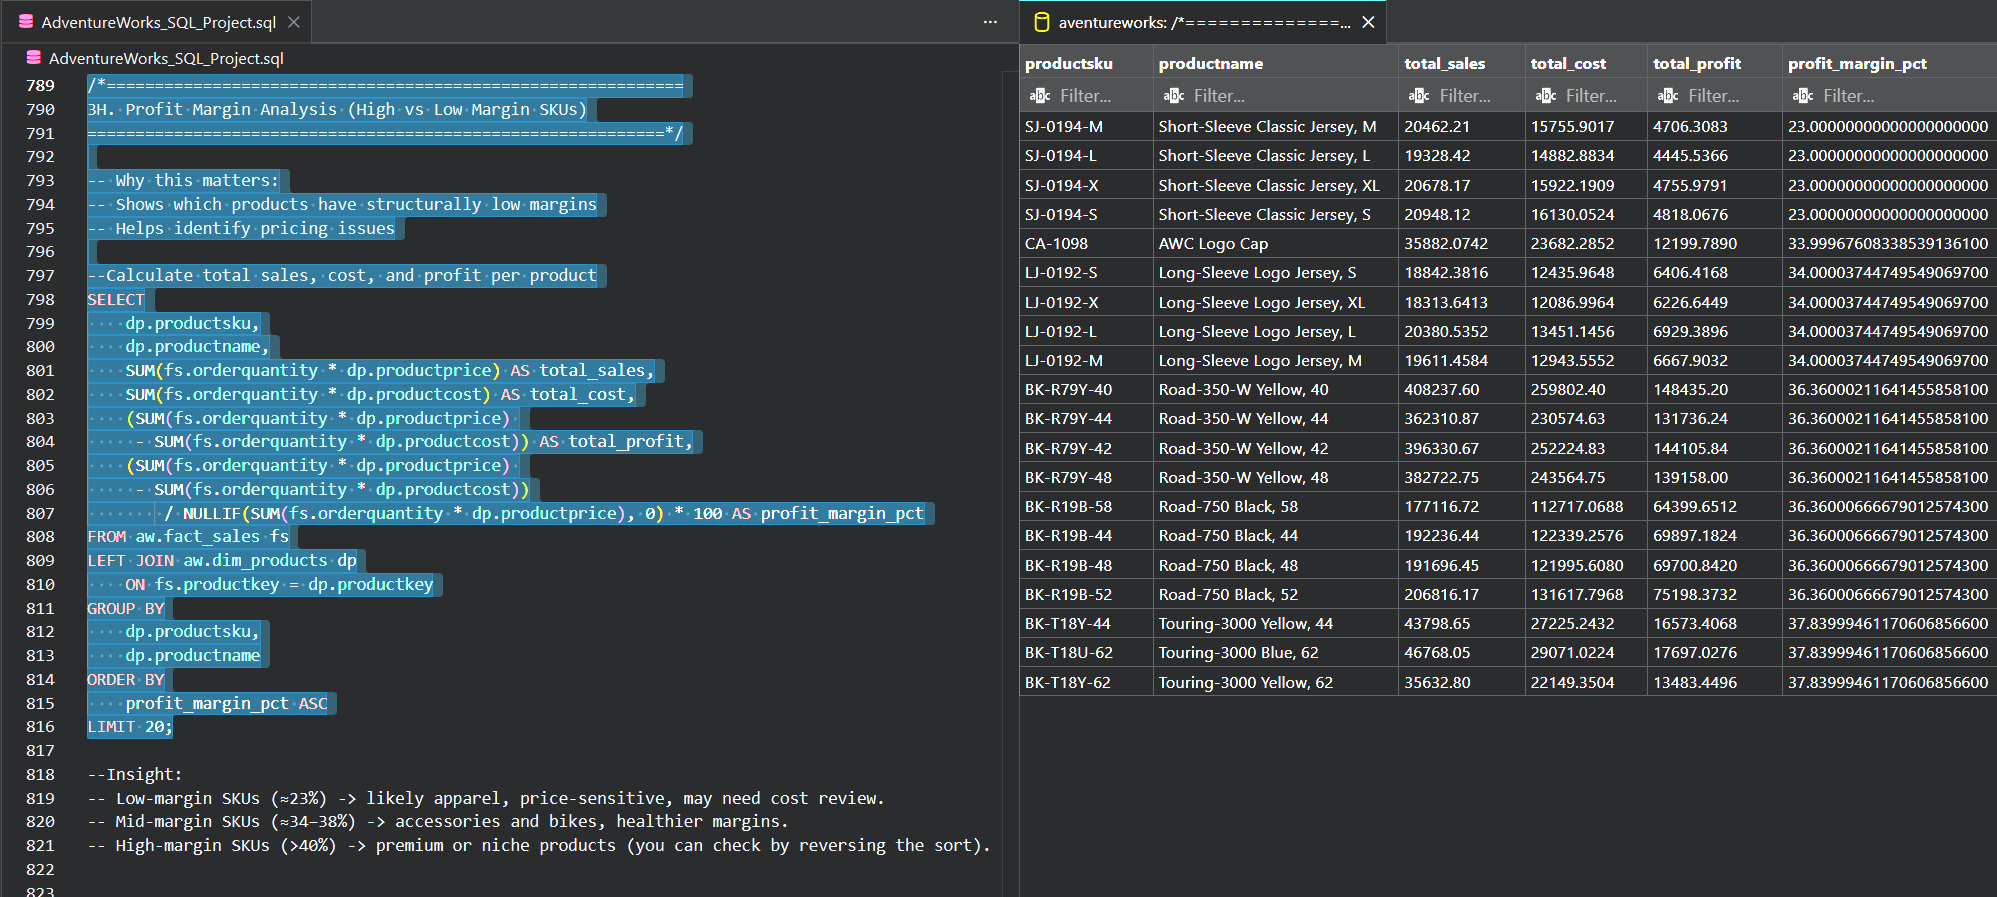 AdventureWorks_SQL_Project.sql
AdventureWorks_SQL_Project.sql
789 /*============================================================
790 3H. Profit Margin Analysis (High vs Low Margin SKUs)
791 ============================================================*/
792
793 -- Why this matters:
794 -- Shows which products have structurally low margins
795 -- Helps identify pricing issues
796
797 --Calculate total sales, cost, and profit per product
798 SELECT
799     dp.productsku,
800     dp.productname,
801     SUM(fs.orderquantity * dp.productprice) AS total_sales,
802     SUM(fs.orderquantity * dp.productcost) AS total_cost,
803     (SUM(fs.orderquantity * dp.productprice)
804      - SUM(fs.orderquantity * dp.productcost)) AS total_profit,
805     (SUM(fs.orderquantity * dp.productprice)
806      - SUM(fs.orderquantity * dp.productcost))
807       / NULLIF(SUM(fs.orderquantity * dp.productprice), 0) * 100 AS profit_margin_pct
808 FROM aw.fact_sales fs
809 LEFT JOIN aw.dim_products dp
810     ON fs.productkey = dp.productkey
811 GROUP BY
812     dp.productsku,
813     dp.productname
814 ORDER BY
815     profit_margin_pct ASC
816 LIMIT 20;
817
818 --Insight:
819 -- Low-margin SKUs (≈23%) -> likely apparel, price-sensitive, may need cost review.
820 -- Mid-margin SKUs (≈34–38%) -> accessories and bikes, healthier margins.
821 -- High-margin SKUs (>40%) -> premium or niche products (you can check by reversing the sort).
822
823
aventureworks: /*==============...
productsku productname total_sales total_cost total_profit profit_margin_pct
abc Filter... abc Filter... abc Filter... abc Filter... abc Filter... abc Filter...
SJ-0194-M Short-Sleeve Classic Jersey, M 20462.21 15755.9017 4706.3083 23.00000000000000000000
SJ-0194-L Short-Sleeve Classic Jersey, L 19328.42 14882.8834 4445.5366 23.00000000000000000000
SJ-0194-X Short-Sleeve Classic Jersey, XL 20678.17 15922.1909 4755.9791 23.00000000000000000000
SJ-0194-S Short-Sleeve Classic Jersey, S 20948.12 16130.0524 4818.0676 23.00000000000000000000
CA-1098 AWC Logo Cap 35882.0742 23682.2852 12199.7890 33.99967608338539136100
LJ-0192-S Long-Sleeve Logo Jersey, S 18842.3816 12435.9648 6406.4168 34.00003744749549069700
LJ-0192-X Long-Sleeve Logo Jersey, XL 18313.6413 12086.9964 6226.6449 34.00003744749549069700
LJ-0192-L Long-Sleeve Logo Jersey, L 20380.5352 13451.1456 6929.3896 34.00003744749549069700
LJ-0192-M Long-Sleeve Logo Jersey, M 19611.4584 12943.5552 6667.9032 34.00003744749549069700
BK-R79Y-40 Road-350-W Yellow, 40 408237.60 259802.40 148435.20 36.36000211641455858100
BK-R79Y-44 Road-350-W Yellow, 44 362310.87 230574.63 131736.24 36.36000211641455858100
BK-R79Y-42 Road-350-W Yellow, 42 396330.67 252224.83 144105.84 36.36000211641455858100
BK-R79Y-48 Road-350-W Yellow, 48 382722.75 243564.75 139158.00 36.36000211641455858100
BK-R19B-58 Road-750 Black, 58 177116.72 112717.0688 64399.6512 36.36000666679012574300
BK-R19B-44 Road-750 Black, 44 192236.44 122339.2576 69897.1824 36.36000666679012574300
BK-R19B-48 Road-750 Black, 48 191696.45 121995.6080 69700.8420 36.36000666679012574300
BK-R19B-52 Road-750 Black, 52 206816.17 131617.7968 75198.3732 36.36000666679012574300
BK-T18Y-44 Touring-3000 Yellow, 44 43798.65 27225.2432 16573.4068 37.83999461170606856600
BK-T18U-62 Touring-3000 Blue, 62 46768.05 29071.0224 17697.0276 37.83999461170606856600
BK-T18Y-62 Touring-3000 Yellow, 62 35632.80 22149.3504 13483.4496 37.83999461170606856600